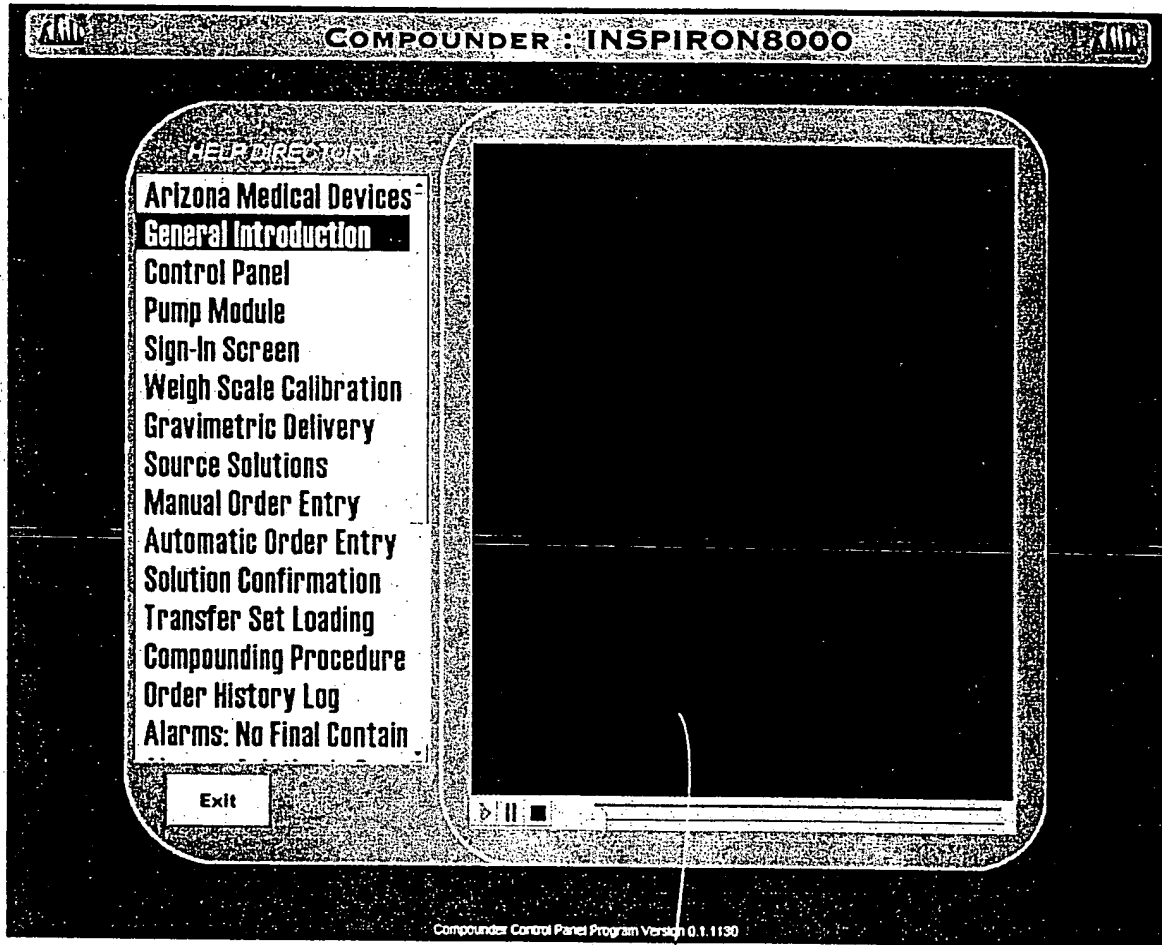 COMPOUNDER : INSPIRON8000
HELP DIRECTORY
Arizona Medical Devices
General Introduction
Control Panel
Pump Module
Sign-In Screen
Weigh Scale Calibration
Gravimetric Delivery
Source Solutions
Manual Order Entry
Automatic Order Entry
Solution Confirmation
Transfer Set Loading
Compounding Procedure
Order History Log
Alarms: No Final Contain
Exit
Compounder Control Panel Program Version 0.1.1130